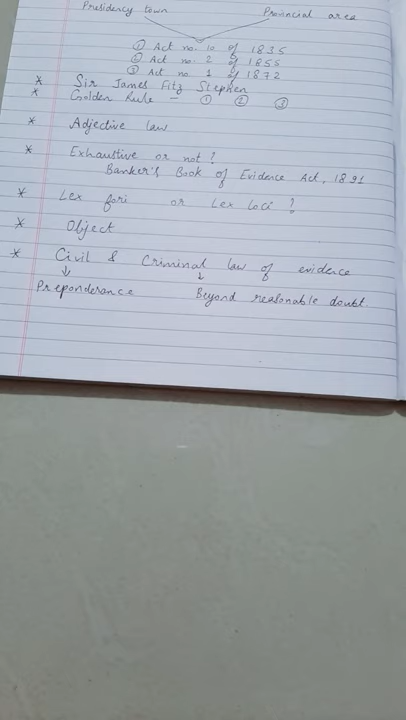 Presidency town Provincial area
① Act no. 10 of 1835
② Act no. 2 of 1855
③ Act no 1 of 1872
* Sir James Fitz Stephen
* Golden Rule - ① ② ③
* Adjective law
* Exhaustive or not?
Banker's Book of Evidence Act, 1891
* Lex fori or Lex Loci?
* Object
* Civil & Criminal law of evidence
↓ ↓
Preponderance Beyond reasonable doubt